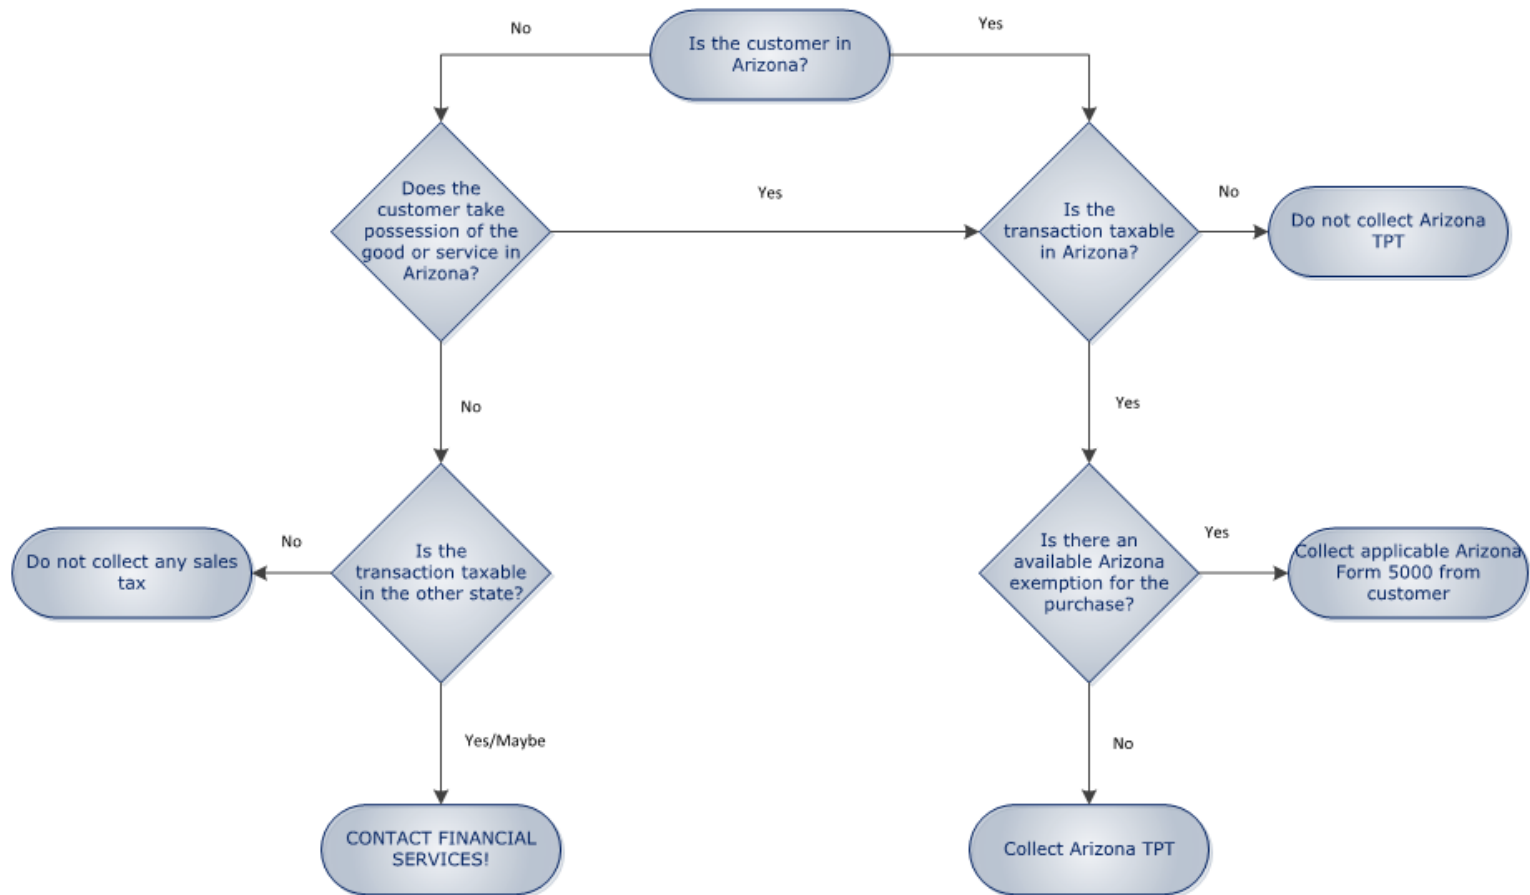 No
Is the customer in
Arizona?
Yes
Does the
customer take
possession of the
good or service in
Arizona?
Yes
Is the
transaction taxable
in Arizona?
No
Do not collect Arizona
TPT
No
Yes
Do not collect any sales
tax
No
Is the
transaction taxable
in the other state?
Is there an
available Arizona
exemption for the
purchase?
Yes
Collect applicable Arizona
Form 5000 from
customer
Yes/Maybe
No
CONTACT FINANCIAL
SERVICES!
Collect Arizona TPT